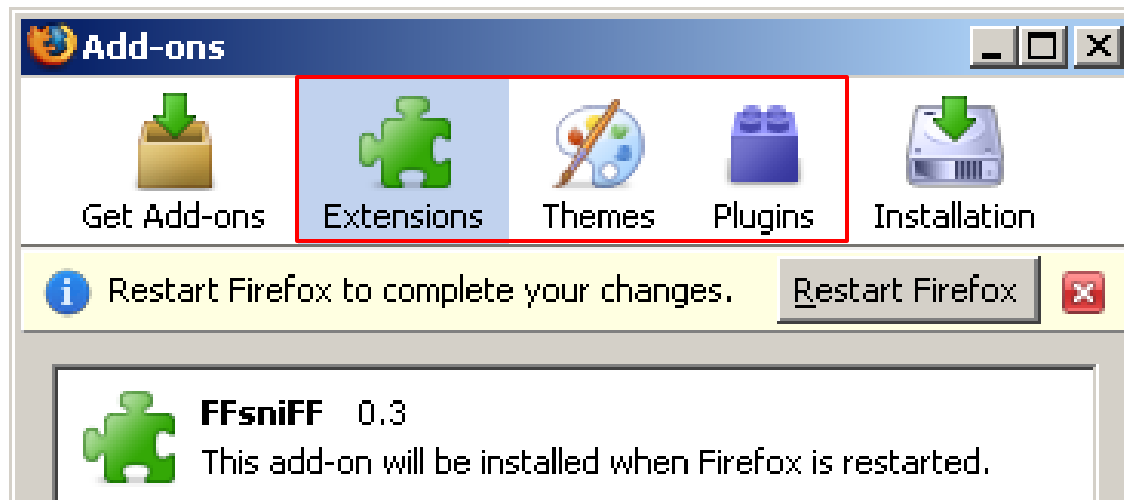 Add-ons
Get Add-ons Extensions Themes Plugins Installation
Restart Firefox to complete your changes. Restart Firefox
FFsniFF 0.3
This add-on will be installed when Firefox is restarted.